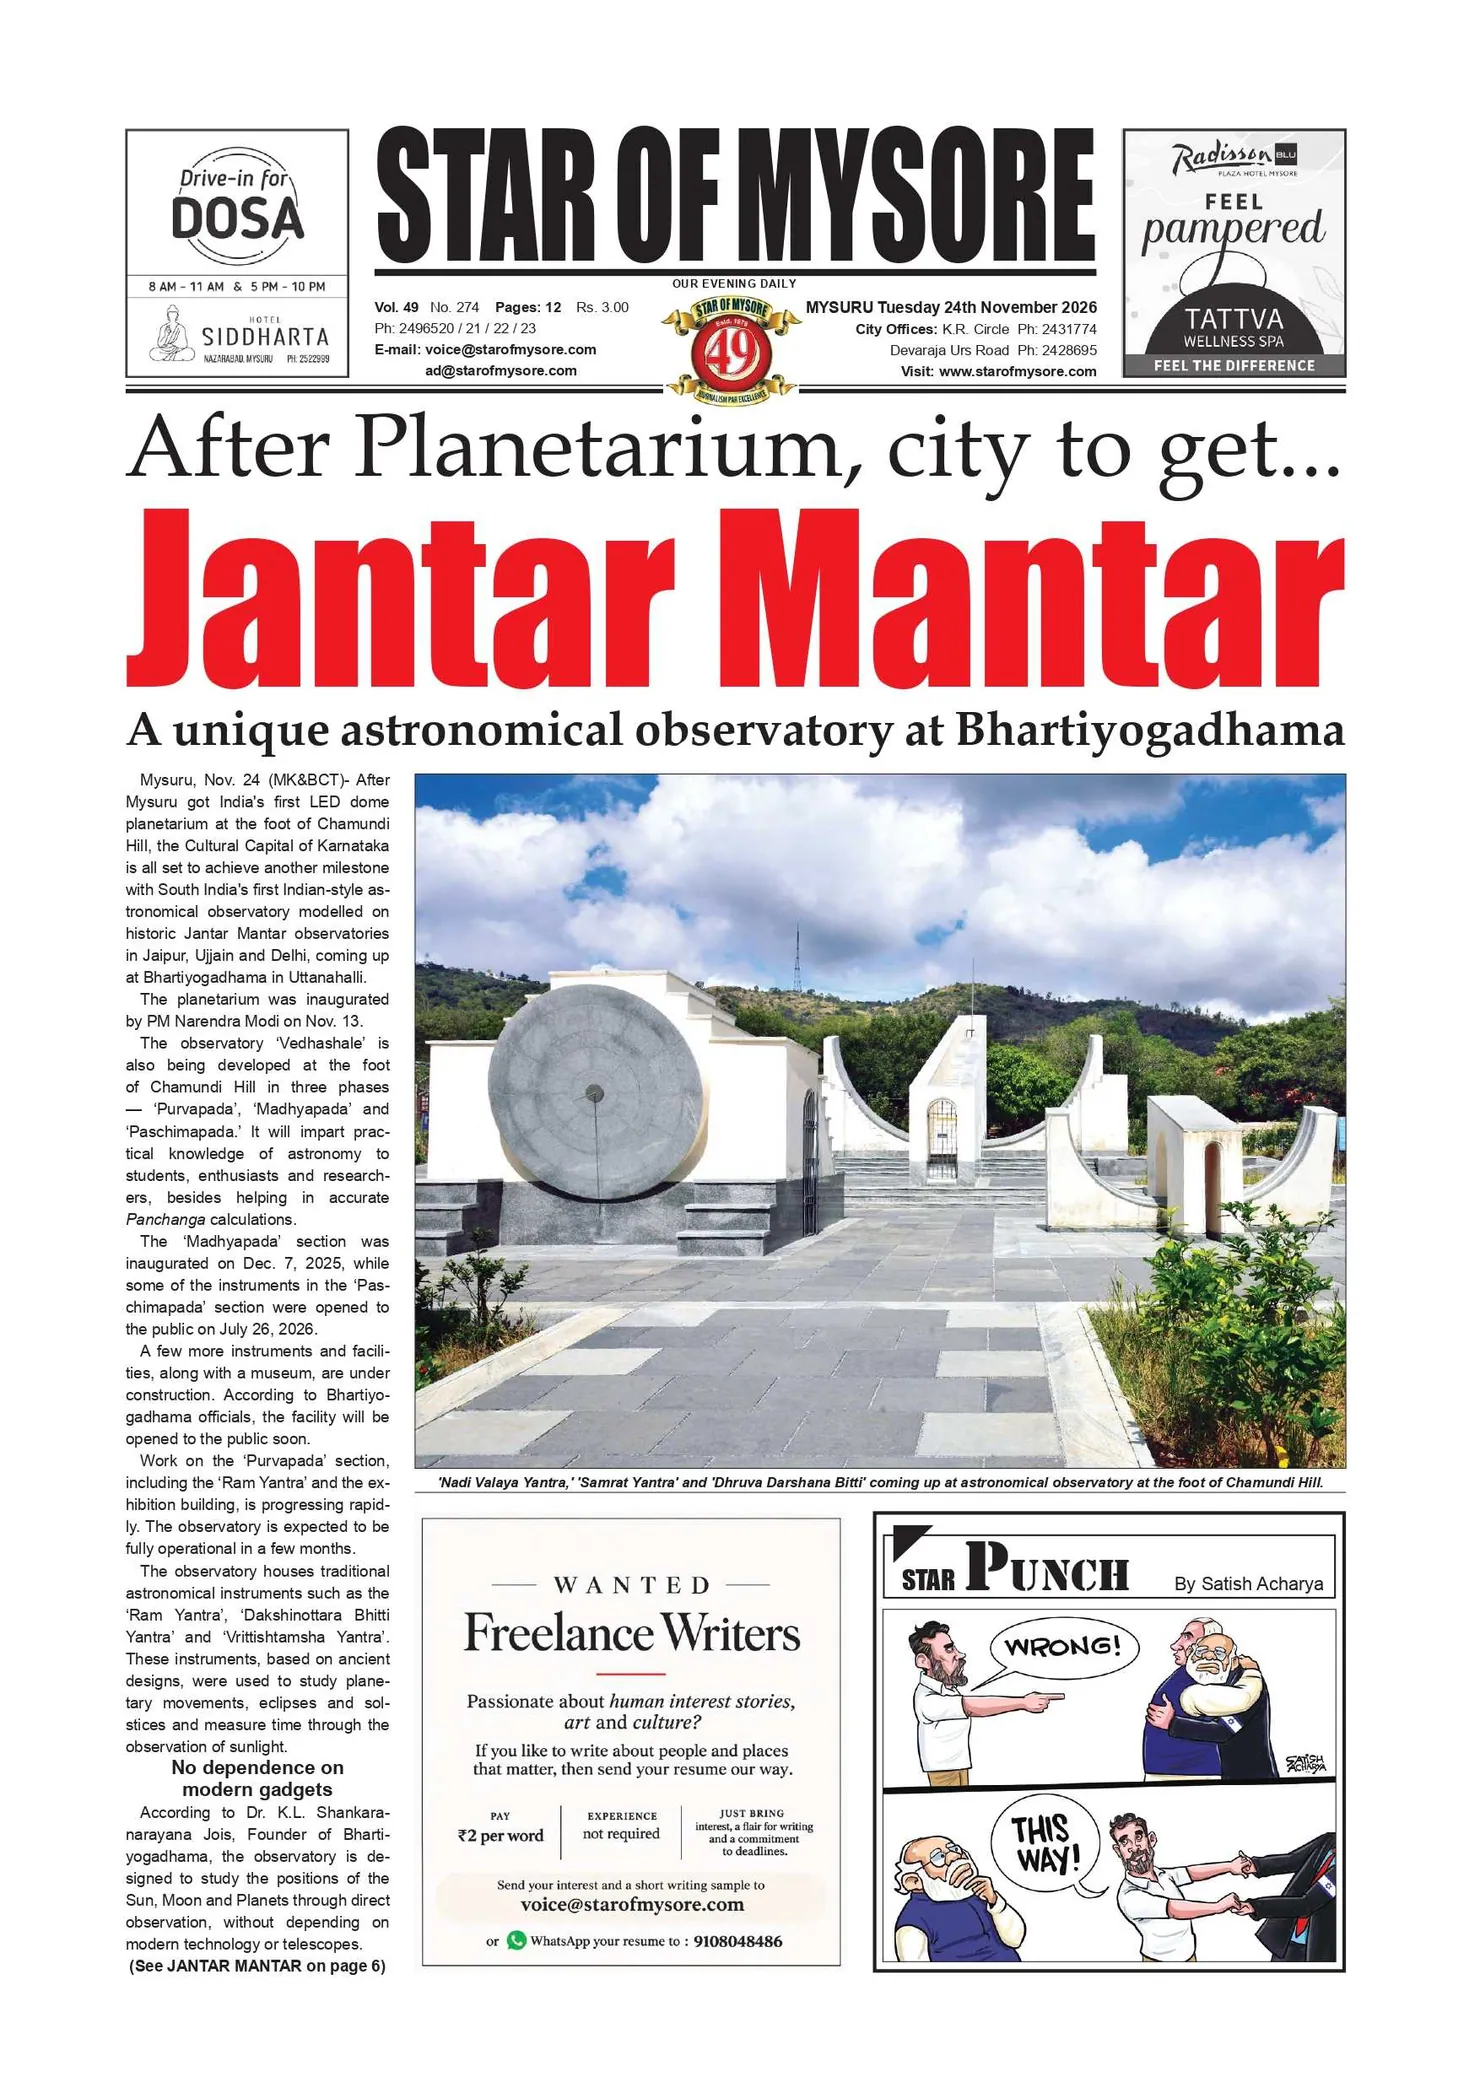 Drive-in for
DOSA
8 AM - 11 AM & 5 PM - 10 PM
HOTEL
SIDDHARTA
NAZARABAD, MYSURU PH: 2522999
STAR OF MYSORE
OUR EVENING DAILY
Vol. 49 No. 274 Pages: 12 Rs. 3.00
Ph: 2496520 / 21 / 22 / 23
E-mail: voice@starofmysore.com
ad@starofmysore.com
STAR OF MYSORE
Estd. 1978
49
JOURNALISM PAR EXCELLENCE
MYSURU Tuesday 24th November 2026
City Offices: K.R. Circle Ph: 2431774
Devaraja Urs Road Ph: 2428695
Visit: www.starofmysore.com
Radisson BLU
PLAZA HOTEL MYSORE
FEEL
pampered
TATTVA
WELLNESS SPA
FEEL THE DIFFERENCE
After Planetarium, city to get...
Jantar Mantar
A unique astronomical observatory at Bhartiyogadhama
Mysuru, Nov. 24 (MK&BCT)- After
Mysuru got India's first LED dome
planetarium at the foot of Chamundi
Hill, the Cultural Capital of Karnataka
is all set to achieve another milestone
with South India's first Indian-style as-
tronomical observatory modelled on
historic Jantar Mantar observatories
in Jaipur, Ujjain and Delhi, coming up
at Bhartiyogadhama in Uttanahalli.
The planetarium was inaugurated
by PM Narendra Modi on Nov. 13.
The observatory ‘Vedhashale’ is
also being developed at the foot
of Chamundi Hill in three phases
— ‘Purvapada’, ‘Madhyapada’ and
‘Paschimapada.’ It will impart prac-
tical knowledge of astronomy to
students, enthusiasts and research-
ers, besides helping in accurate
Panchanga calculations.
The ‘Madhyapada’ section was
inaugurated on Dec. 7, 2025, while
some of the instruments in the ‘Pas-
chimapada’ section were opened to
the public on July 26, 2026.
A few more instruments and facili-
ties, along with a museum, are under
construction. According to Bhartiyo-
gadhama officials, the facility will be
opened to the public soon.
Work on the ‘Purvapada’ section,
including the ‘Ram Yantra’ and the ex-
hibition building, is progressing rapid-
ly. The observatory is expected to be
fully operational in a few months.
The observatory houses traditional
astronomical instruments such as the
‘Ram Yantra’, ‘Dakshinottara Bhitti
Yantra’ and ‘Vrittishtamsha Yantra’.
These instruments, based on ancient
designs, were used to study plane-
tary movements, eclipses and sol-
stices and measure time through the
observation of sunlight.
No dependence on
modern gadgets
According to Dr. K.L. Shankara-
narayana Jois, Founder of Bharti-
yogadhama, the observatory is de-
signed to study the positions of the
Sun, Moon and Planets through direct
observation, without depending on
modern technology or telescopes.
(See JANTAR MANTAR on page 6)
'Nadi Valaya Yantra,' 'Samrat Yantra' and 'Dhruva Darshana Bitti' coming up at astronomical observatory at the foot of Chamundi Hill.
WANTED
Freelance Writers
Passionate about human interest stories,
art and culture?
If you like to write about people and places
that matter, then send your resume our way.
PAY
₹2 per word
EXPERIENCE
not required
JUST BRING
interest, a flair for writing
and a commitment
to deadlines.
Send your interest and a short writing sample to
voice@starofmysore.com
or WhatsApp your resume to : 9108048486
STAR PUNCH By Satish Acharya
WRONG!
SATISH
ACHARYA
THIS
WAY!